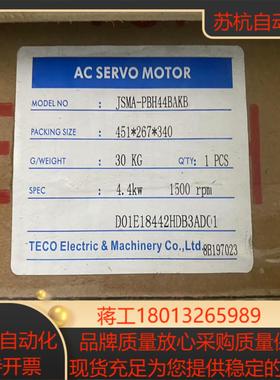 苏杭自动
AC SERVO MOTOR
MODEL NO : JSMA-PBH44BAKB
PACKING SIZE : 451*267*340
G/WEIGHT : 30 KG Q'TY: 1 PCS
SPEC : 4.4kw 1500 rpm
D01E18442HDB3AD01
TECO Electric & Machinery Co.,Ltd.
8B197023
蒋工18013265989
自动化 品牌质量放心采购质量保
开票 现货充足为您提供稳定的